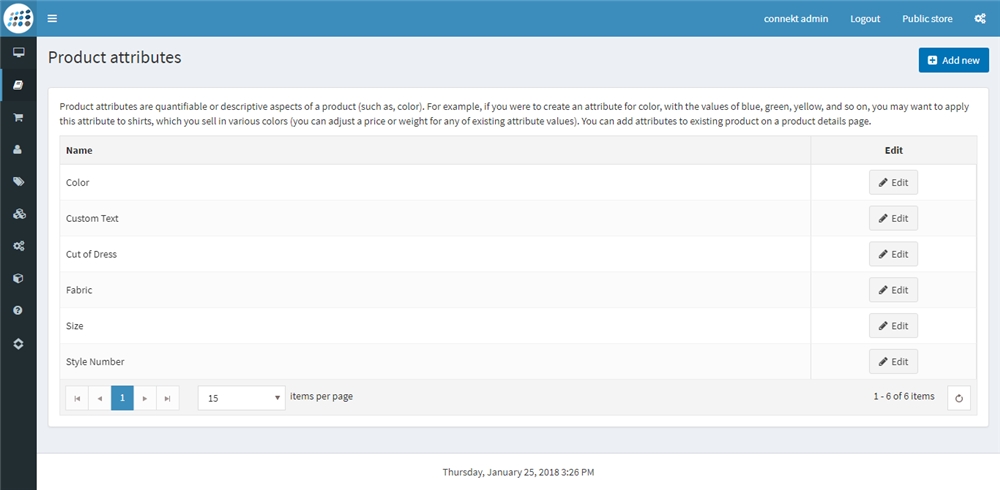 connekt admin Logout Public store
Product attributes
Add new
Product attributes are quantifiable or descriptive aspects of a product (such as, color). For example, if you were to create an attribute for color, with the values of blue, green, yellow, and so on, you may want to apply
this attribute to shirts, which you sell in various colors (you can adjust a price or weight for any of existing attribute values). You can add attributes to existing product on a product details page.
Name Edit
Color Edit
Custom Text Edit
Cut of Dress Edit
Fabric Edit
Size Edit
Style Number Edit
1 15 items per page 1 - 6 of 6 items
Thursday, January 25, 2018 3:26 PM